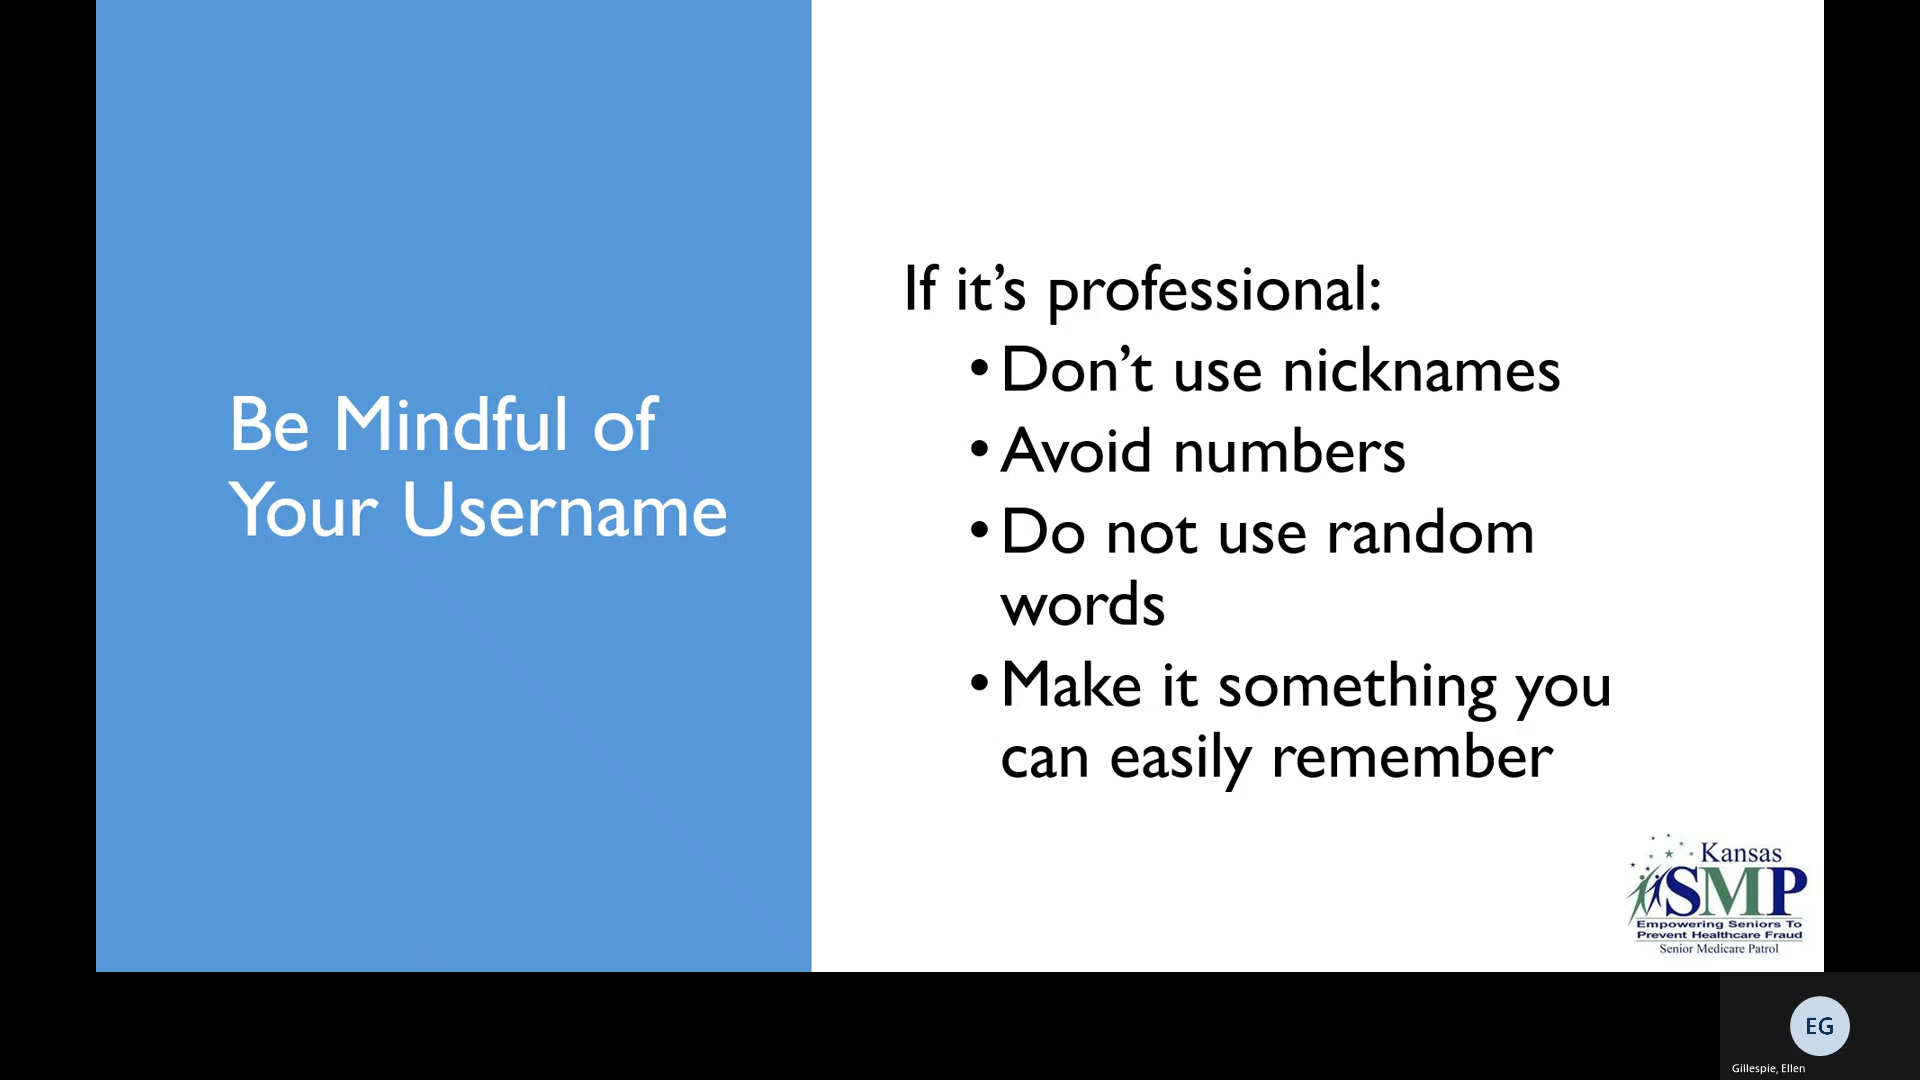 Be Mindful of
Your Username
If it’s professional:
• Don’t use nicknames
• Avoid numbers
• Do not use random
words
• Make it something you
can easily remember
Kansas
SMP
Empowering Seniors To
Prevent Healthcare Fraud
Senior Medicare Patrol
EG
Gillespie, Ellen